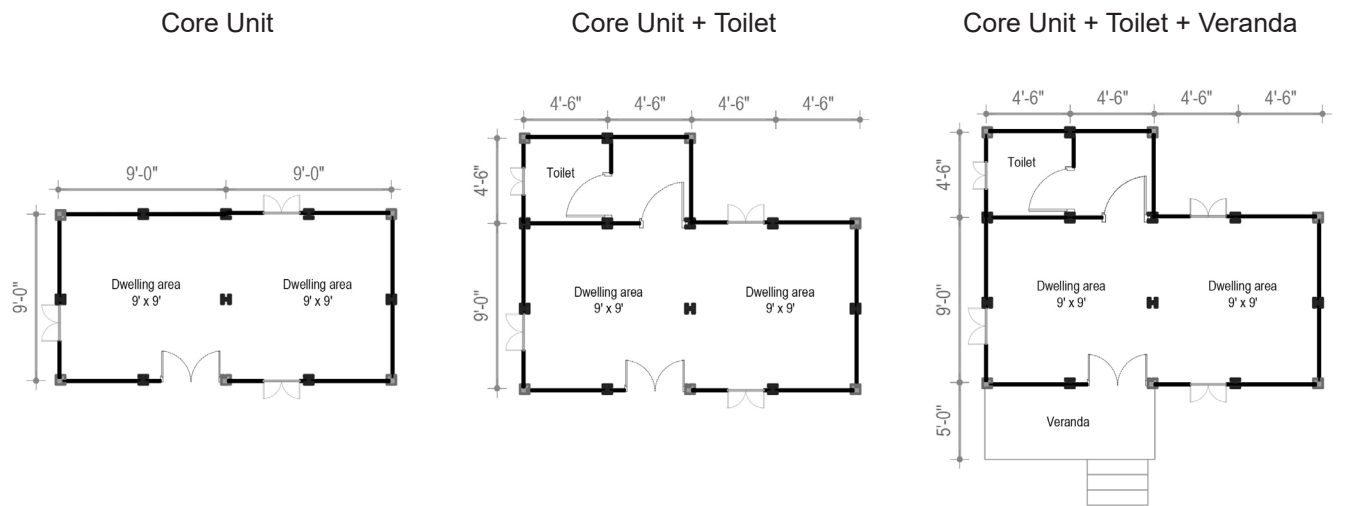 Core Unit
9'-0"
9'-0"
9'-0"
Dwelling area
9' x 9'
Dwelling area
9' x 9'
Core Unit + Toilet
4'-6"
4'-6"
4'-6"
4'-6"
4'-6"
Toilet
9'-0"
Dwelling area
9' x 9'
Dwelling area
9' x 9'
Core Unit + Toilet + Veranda
4'-6"
4'-6"
4'-6"
4'-6"
4'-6"
Toilet
9'-0"
Dwelling area
9' x 9'
Dwelling area
9' x 9'
5'-0"
Veranda